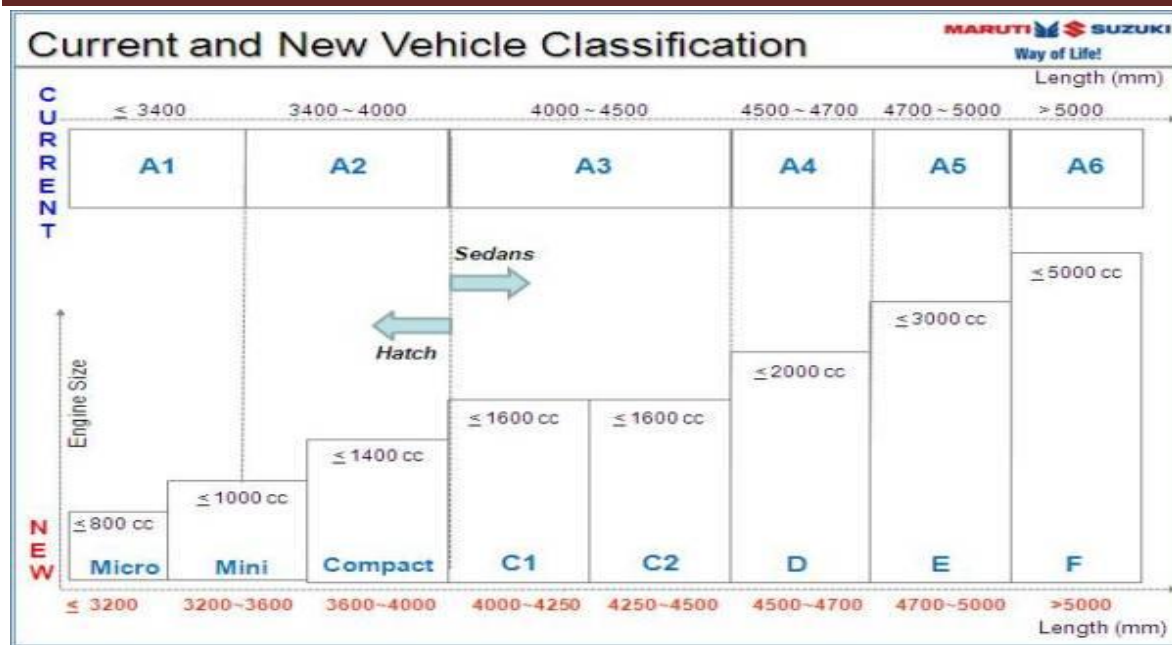 Current and New Vehicle Classification
MARUTI SUZUKI
Way of Life!
Length (mm)
CURRENT
≤ 3400 3400~4000 4000~4500 4500~4700 4700~5000 >5000
A1 A2 A3 A4 A5 A6
Sedans
Hatch
Engine Size
≤5000 cc
≤3000 cc
≤2000 cc
≤1600 cc ≤1600 cc
≤1400 cc
≤1000 cc
≤800 cc
NEW
Micro Mini Compact C1 C2 D E F
≤ 3200 3200~3600 3600~4000 4000~4250 4250~4500 4500~4700 4700~5000 >5000
Length (mm)